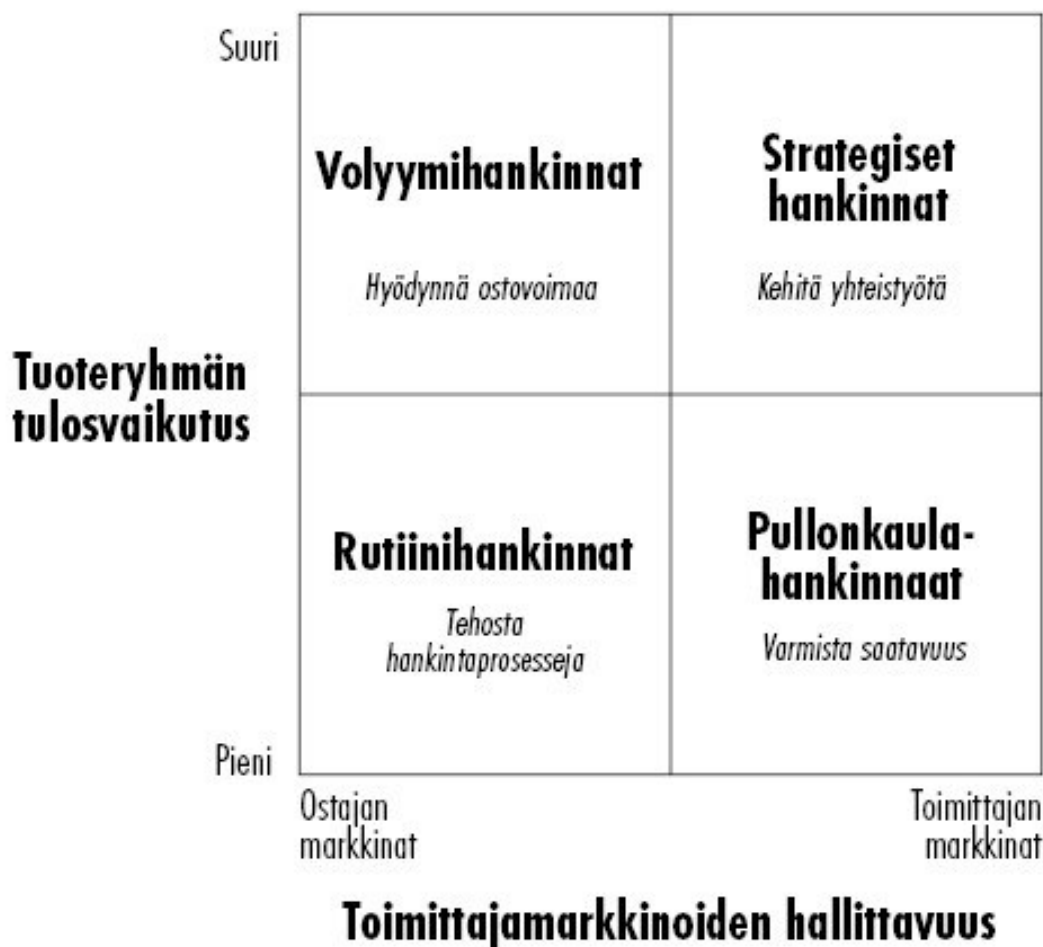 Suuri
Volyymihankinnat
Hyödynnä ostovoimaa
Strategiset
hankinnat
Kehitä yhteistyötä
Tuoteryhmän
tulosvaikutus
Rutiinihankinnat
Tehosta
hankintaprosesseja
Pullonkaula-
hankinnaat
Varmista saatavuus
Pieni
Ostajan
markkinat
Toimittajan
markkinat
Toimittajamarkkinoiden hallittavuus